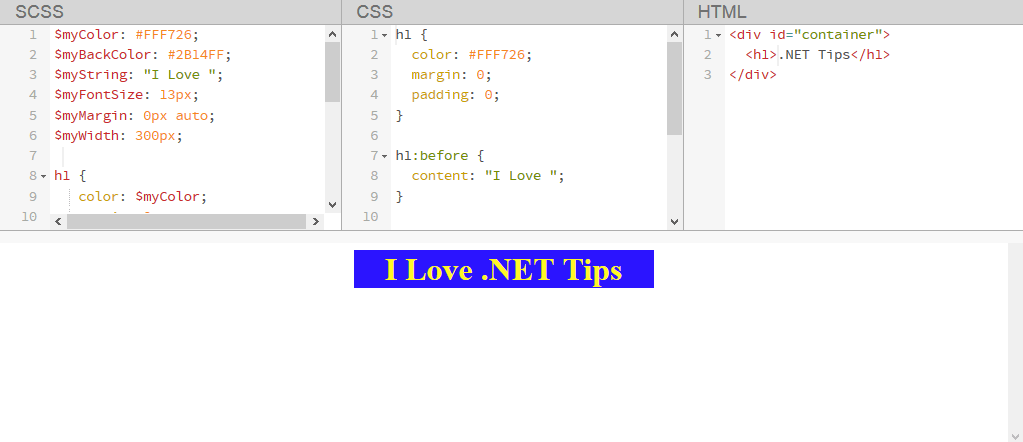 SCSS
1 $myColor: #FFF726;
2 $myBackColor: #2B14FF;
3 $myString: "I Love ";
4 $myFontSize: 13px;
5 $myMargin: 0px auto;
6 $myWidth: 300px;
7
8 h1 {
9 color: $myColor;
10
CSS
1 h1 {
2 color: #FFF726;
3 margin: 0;
4 padding: 0;
5 }
6
7 h1:before {
8 content: "I Love ";
9 }
10
HTML
1 <div id="container">
2 <h1>.NET Tips</h1>
3 </div>
I Love .NET Tips